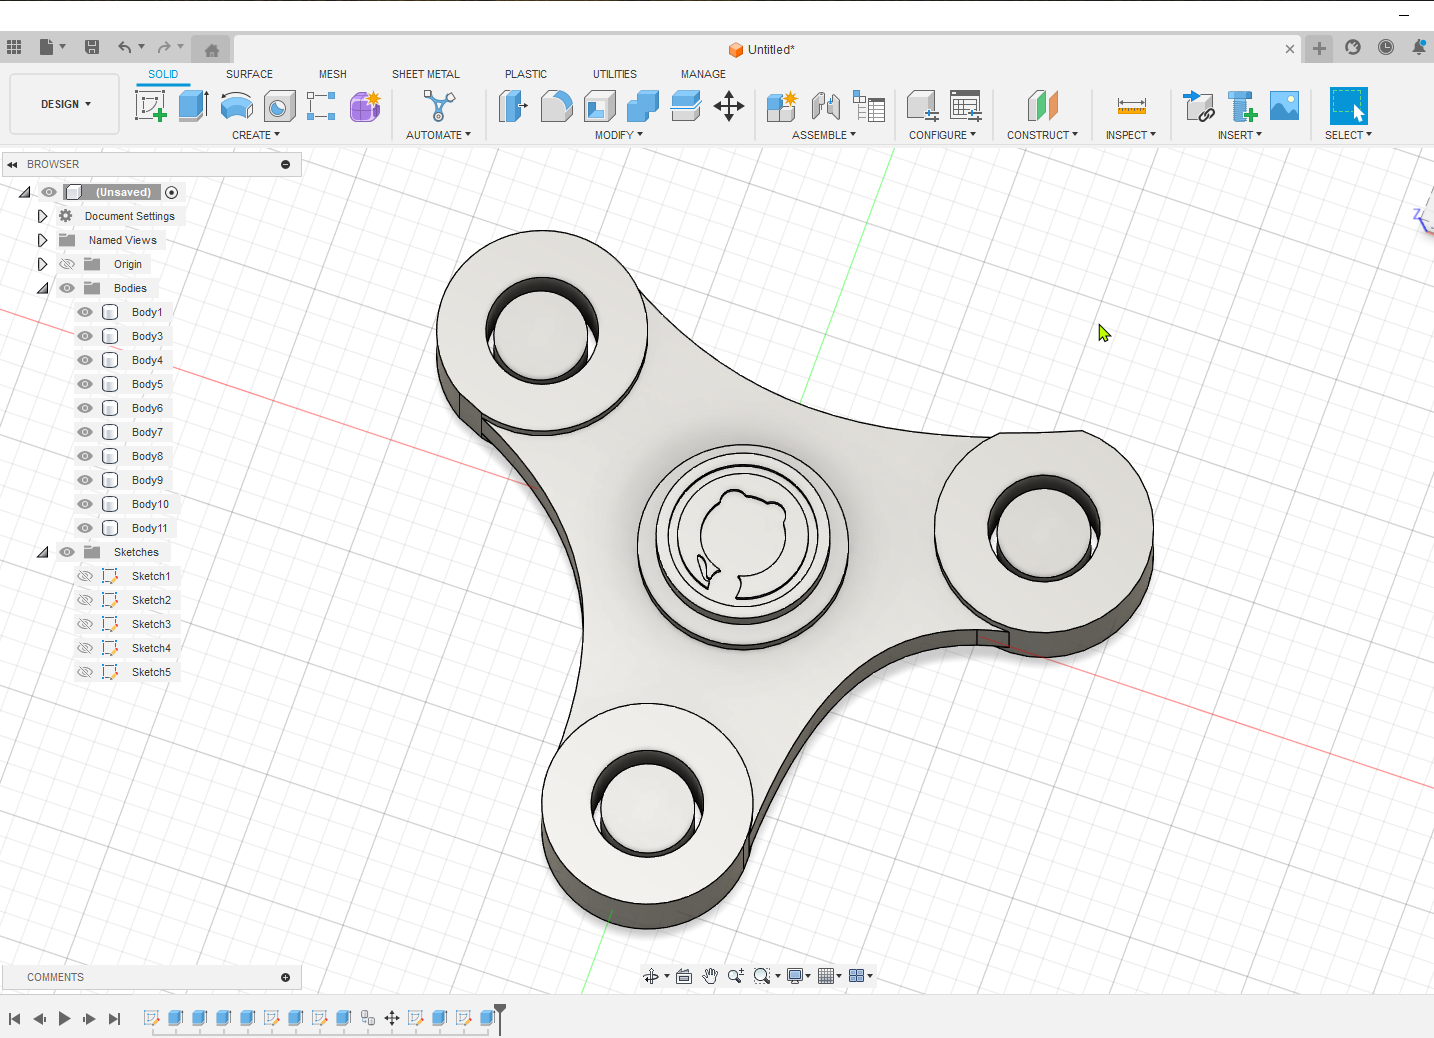 Untitled*
SOLID SURFACE MESH SHEET METAL PLASTIC UTILITIES MANAGE
DESIGN
CREATE AUTOMATE MODIFY ASSEMBLE CONFIGURE CONSTRUCT INSPECT INSERT SELECT
BROWSER
(Unsaved)
Document Settings
Named Views
Origin
Bodies
Body1
Body3
Body4
Body5
Body6
Body7
Body8
Body9
Body10
Body11
Sketches
Sketch1
Sketch2
Sketch3
Sketch4
Sketch5
Z
COMMENTS